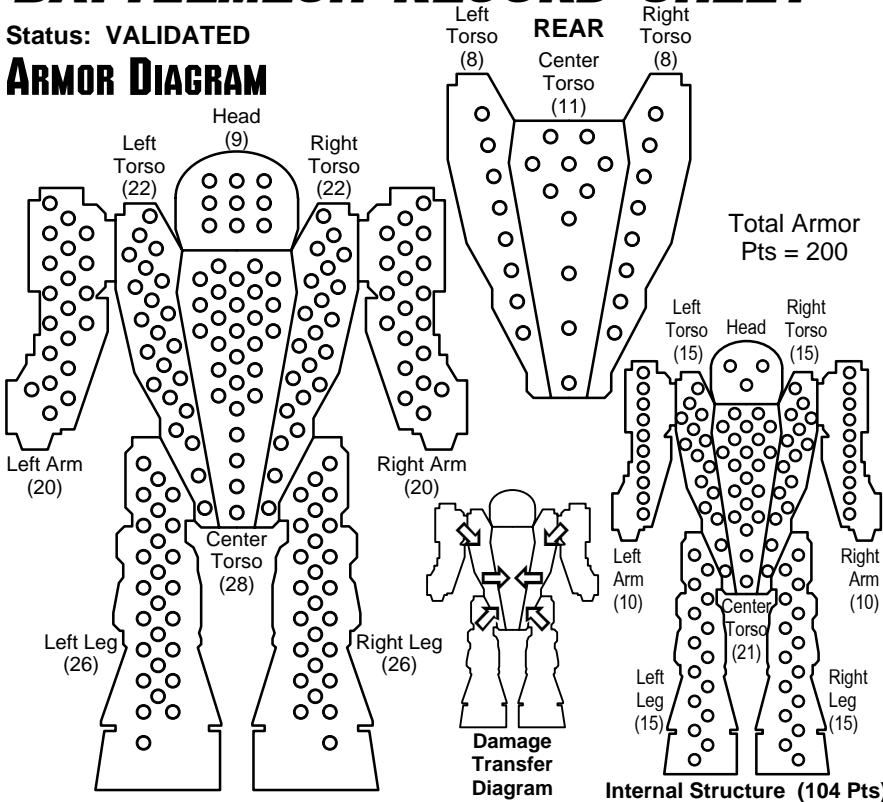 BATTLEMECH RECORD SHEET
Status: VALIDATED
ARMOR DIAGRAM
Head
(9)
Left
Torso
(22)
Right
Torso
(22)
Left Arm
(20)
Right Arm
(20)
Center
Torso
(28)
Left Leg
(26)
Right Leg
(26)
REAR
Left
Torso
(8)
Center
Torso
(11)
Right
Torso
(8)
Total Armor
Pts = 200
Damage
Transfer
Diagram
Left
Torso
(15)
Head
Right
Torso
(15)
Left
Arm
(10)
Right
Arm
(10)
Center
Torso
(21)
Left
Leg
(15)
Right
Leg
(15)
Internal Structure (104 Pts)